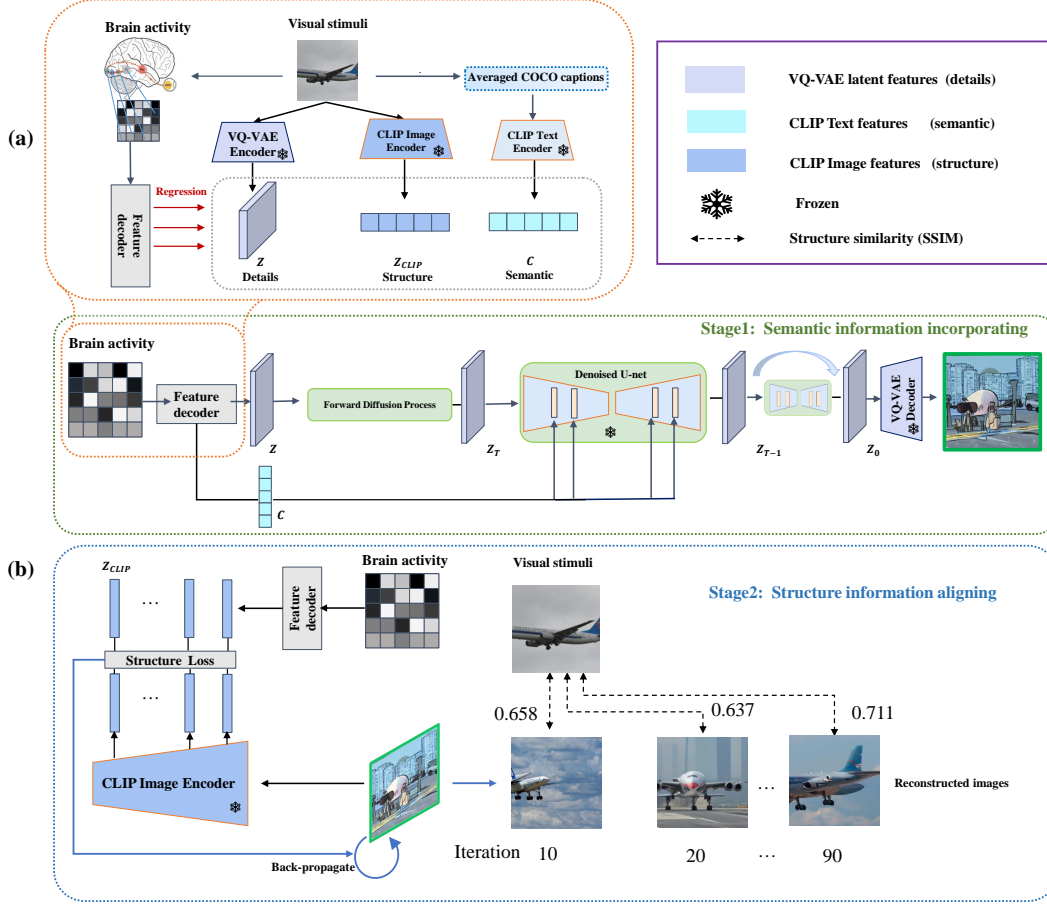 (a)
Brain activity
Visual stimuli
Averaged COCO captions
VQ-VAE
Encoder
CLIP Image
Encoder
CLIP Text
Encoder
Regression
Feature
decoder
Z
Details
Z_CLIP
Structure
C
Semantic
VQ-VAE latent features (details)
CLIP Text features (semantic)
CLIP Image features (structure)
Frozen
Structure similarity (SSIM)
Stage1: Semantic information incorporating
Brain activity
Feature
decoder
Z
Forward Diffusion Process
Z_T
Denoised U-net
Z_{T-1}
Z_0
VQ-VAE
Decoder
C
(b)
Z_CLIP
...
Feature
decoder
Brain activity
Structure Loss
...
CLIP Image Encoder
Back-propagate
Visual stimuli
Stage2: Structure information aligning
0.658
0.637
0.711
...
Reconstructed images
Iteration 10
20 ... 90